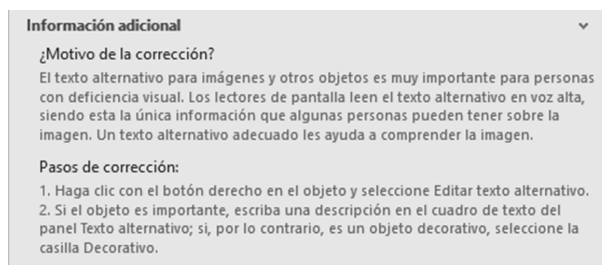 Información adicional
¿Motivo de la corrección?
El texto alternativo para imágenes y otros objetos es muy importante para personas
con deficiencia visual. Los lectores de pantalla leen el texto alternativo en voz alta,
siendo esta la única información que algunas personas pueden tener sobre la
imagen. Un texto alternativo adecuado les ayuda a comprender la imagen.
Pasos de corrección:
1. Haga clic con el botón derecho en el objeto y seleccione Editar texto alternativo.
2. Si el objeto es importante, escriba una descripción en el cuadro de texto del
panel Texto alternativo; si, por lo contrario, es un objeto decorativo, seleccione la
casilla Decorativo.